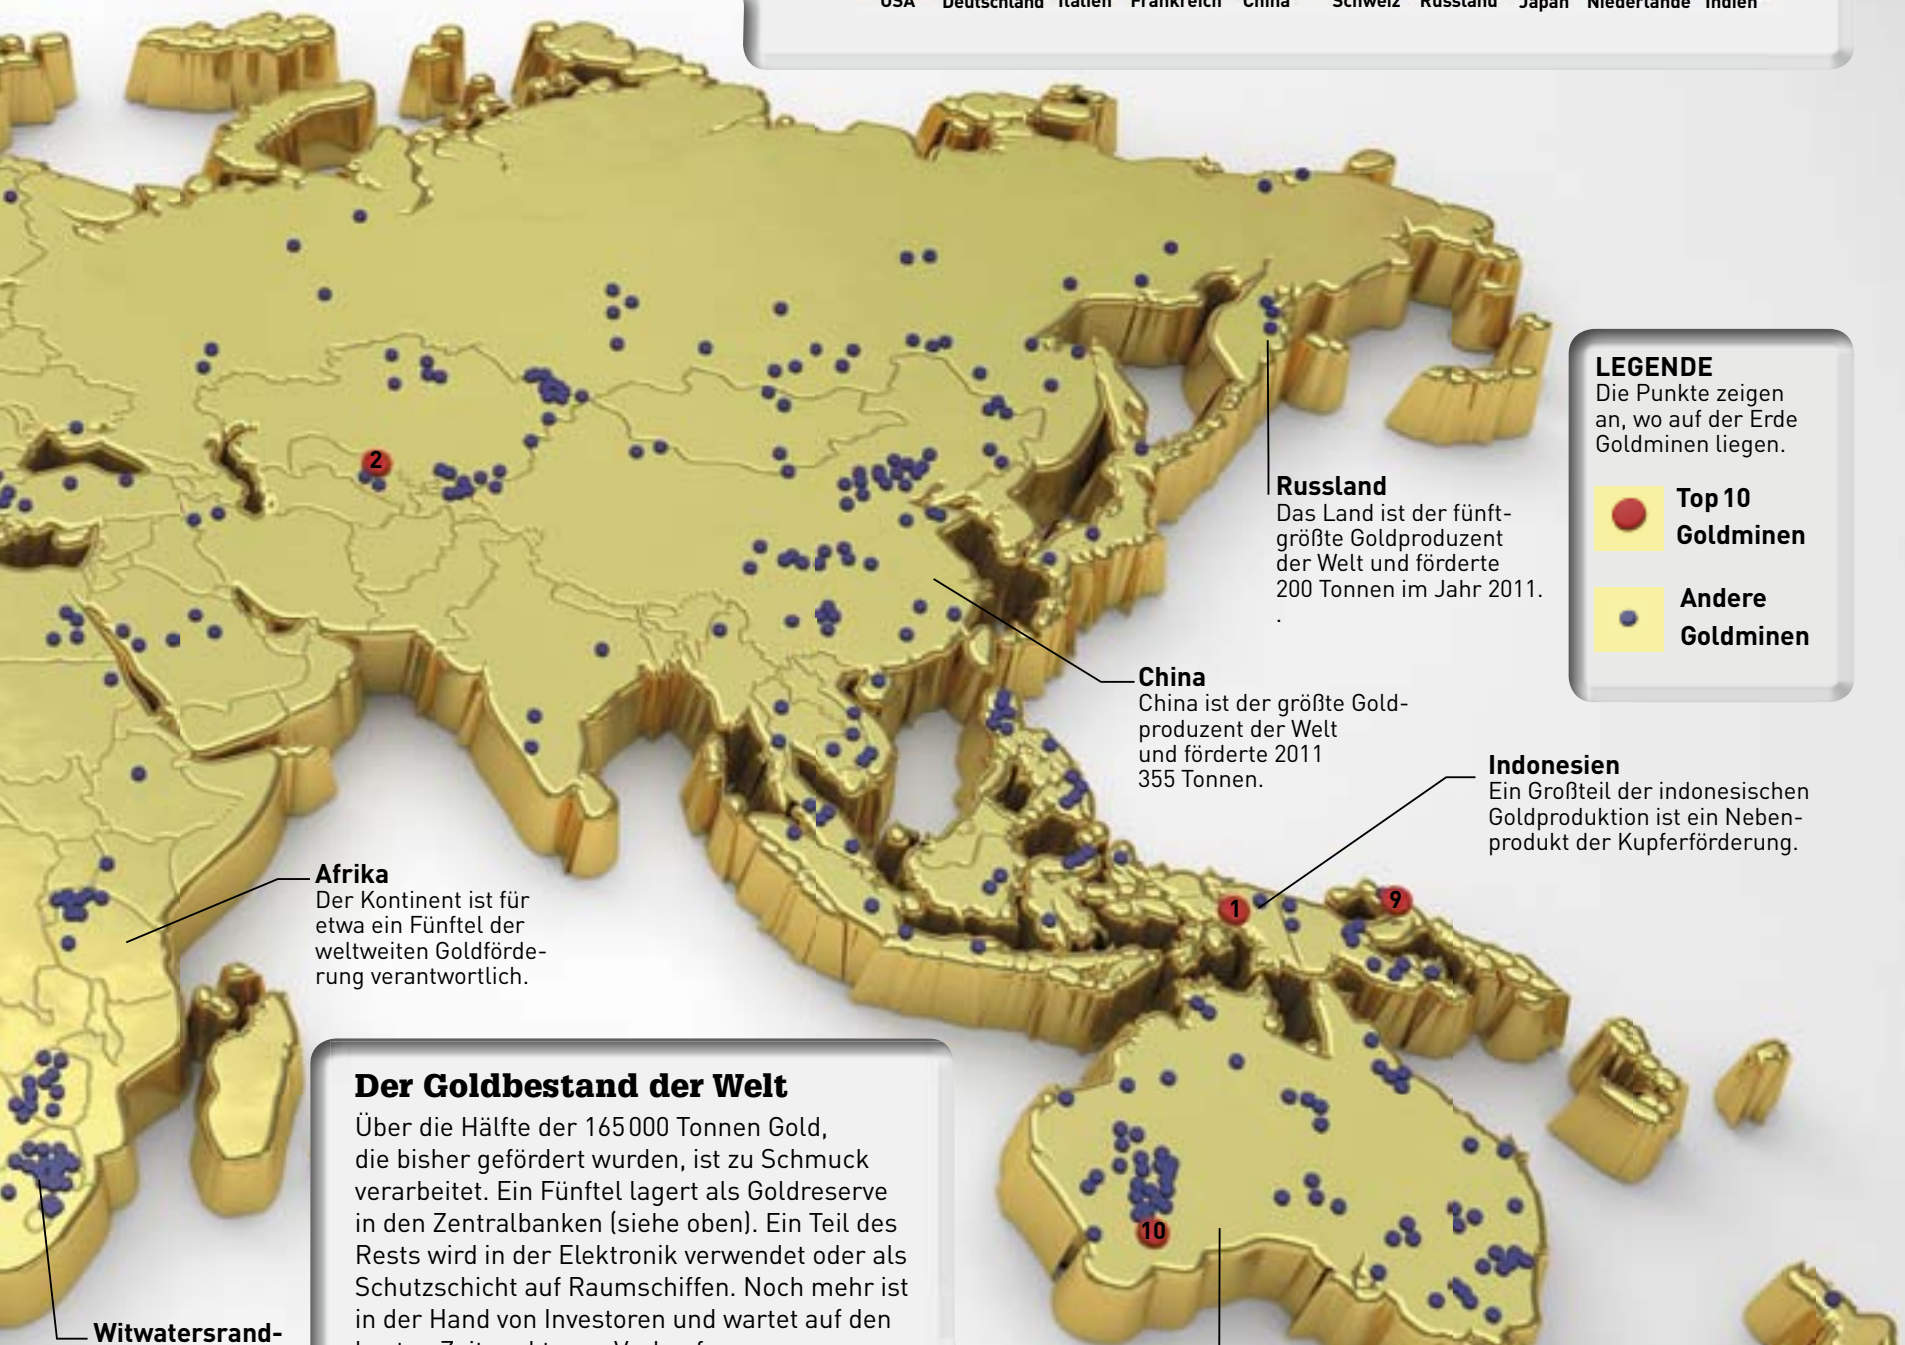 USA Deutschland Italien Frankreich China Schweiz Russland Japan Niederlande Indien
LEGENDE
Die Punkte zeigen
an, wo auf der Erde
Goldminen liegen.
Top 10
Goldminen
Andere
Goldminen
2
Russland
Das Land ist der fünft-
größte Goldproduzent
der Welt und förderte
200 Tonnen im Jahr 2011.
.
China
China ist der größte Gold-
produzent der Welt
und förderte 2011
355 Tonnen.
Indonesien
Ein Großteil der indonesischen
Goldproduktion ist ein Neben-
produkt der Kupferförderung.
1
9
Afrika
Der Kontinent ist für
etwa ein Fünftel der
weltweiten Goldförde-
rung verantwortlich.
Der Goldbestand der Welt
Über die Hälfte der 165 000 Tonnen Gold,
die bisher gefördert wurden, ist zu Schmuck
verarbeitet. Ein Fünftel lagert als Goldreserve
in den Zentralbanken (siehe oben). Ein Teil des
Rests wird in der Elektronik verwendet oder als
Schutzschicht auf Raumschiffen. Noch mehr ist
in der Hand von Investoren und wartet auf den
10
Witwatersrand-